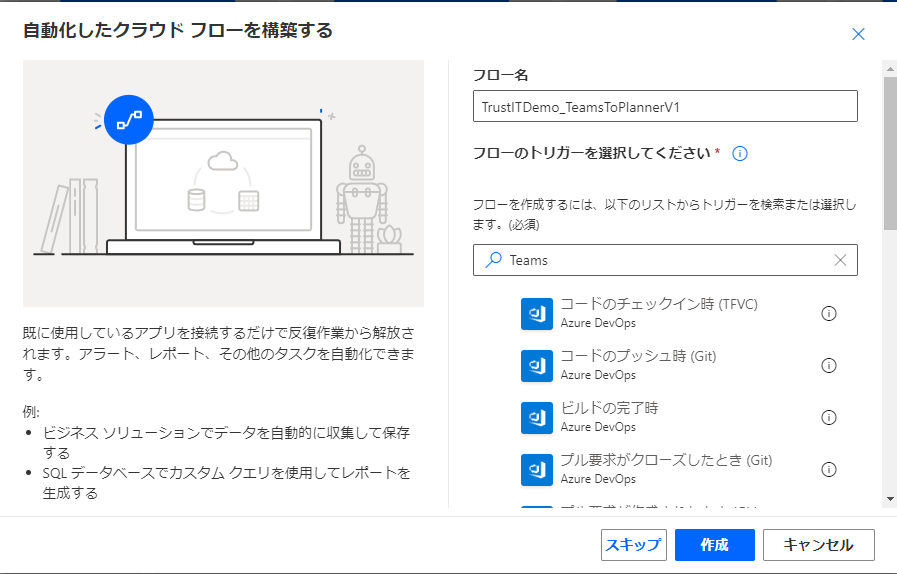 自動化したクラウド フローを構築する
既に使用しているアプリを接続するだけで反復作業から解放さ
れます。アラート、レポート、その他のタスクを自動化できま
す。
例:
• ビジネス ソリューションでデータを自動的に収集して保存
する
• SQL データベースでカスタム クエリを使用してレポートを
生成する
フロー名
TrustITDemo_TeamsToPlannerV1
フローのトリガーを選択してください *
フローを作成するには、以下のリストからトリガーを検索または選択し
ます。(必須)
Teams
コードのチェックイン時 (TFVC)
Azure DevOps
コードのプッシュ時 (Git)
Azure DevOps
ビルドの完了時
Azure DevOps
プル要求がクローズしたとき (Git)
Azure DevOps
スキップ
作成
キャンセル